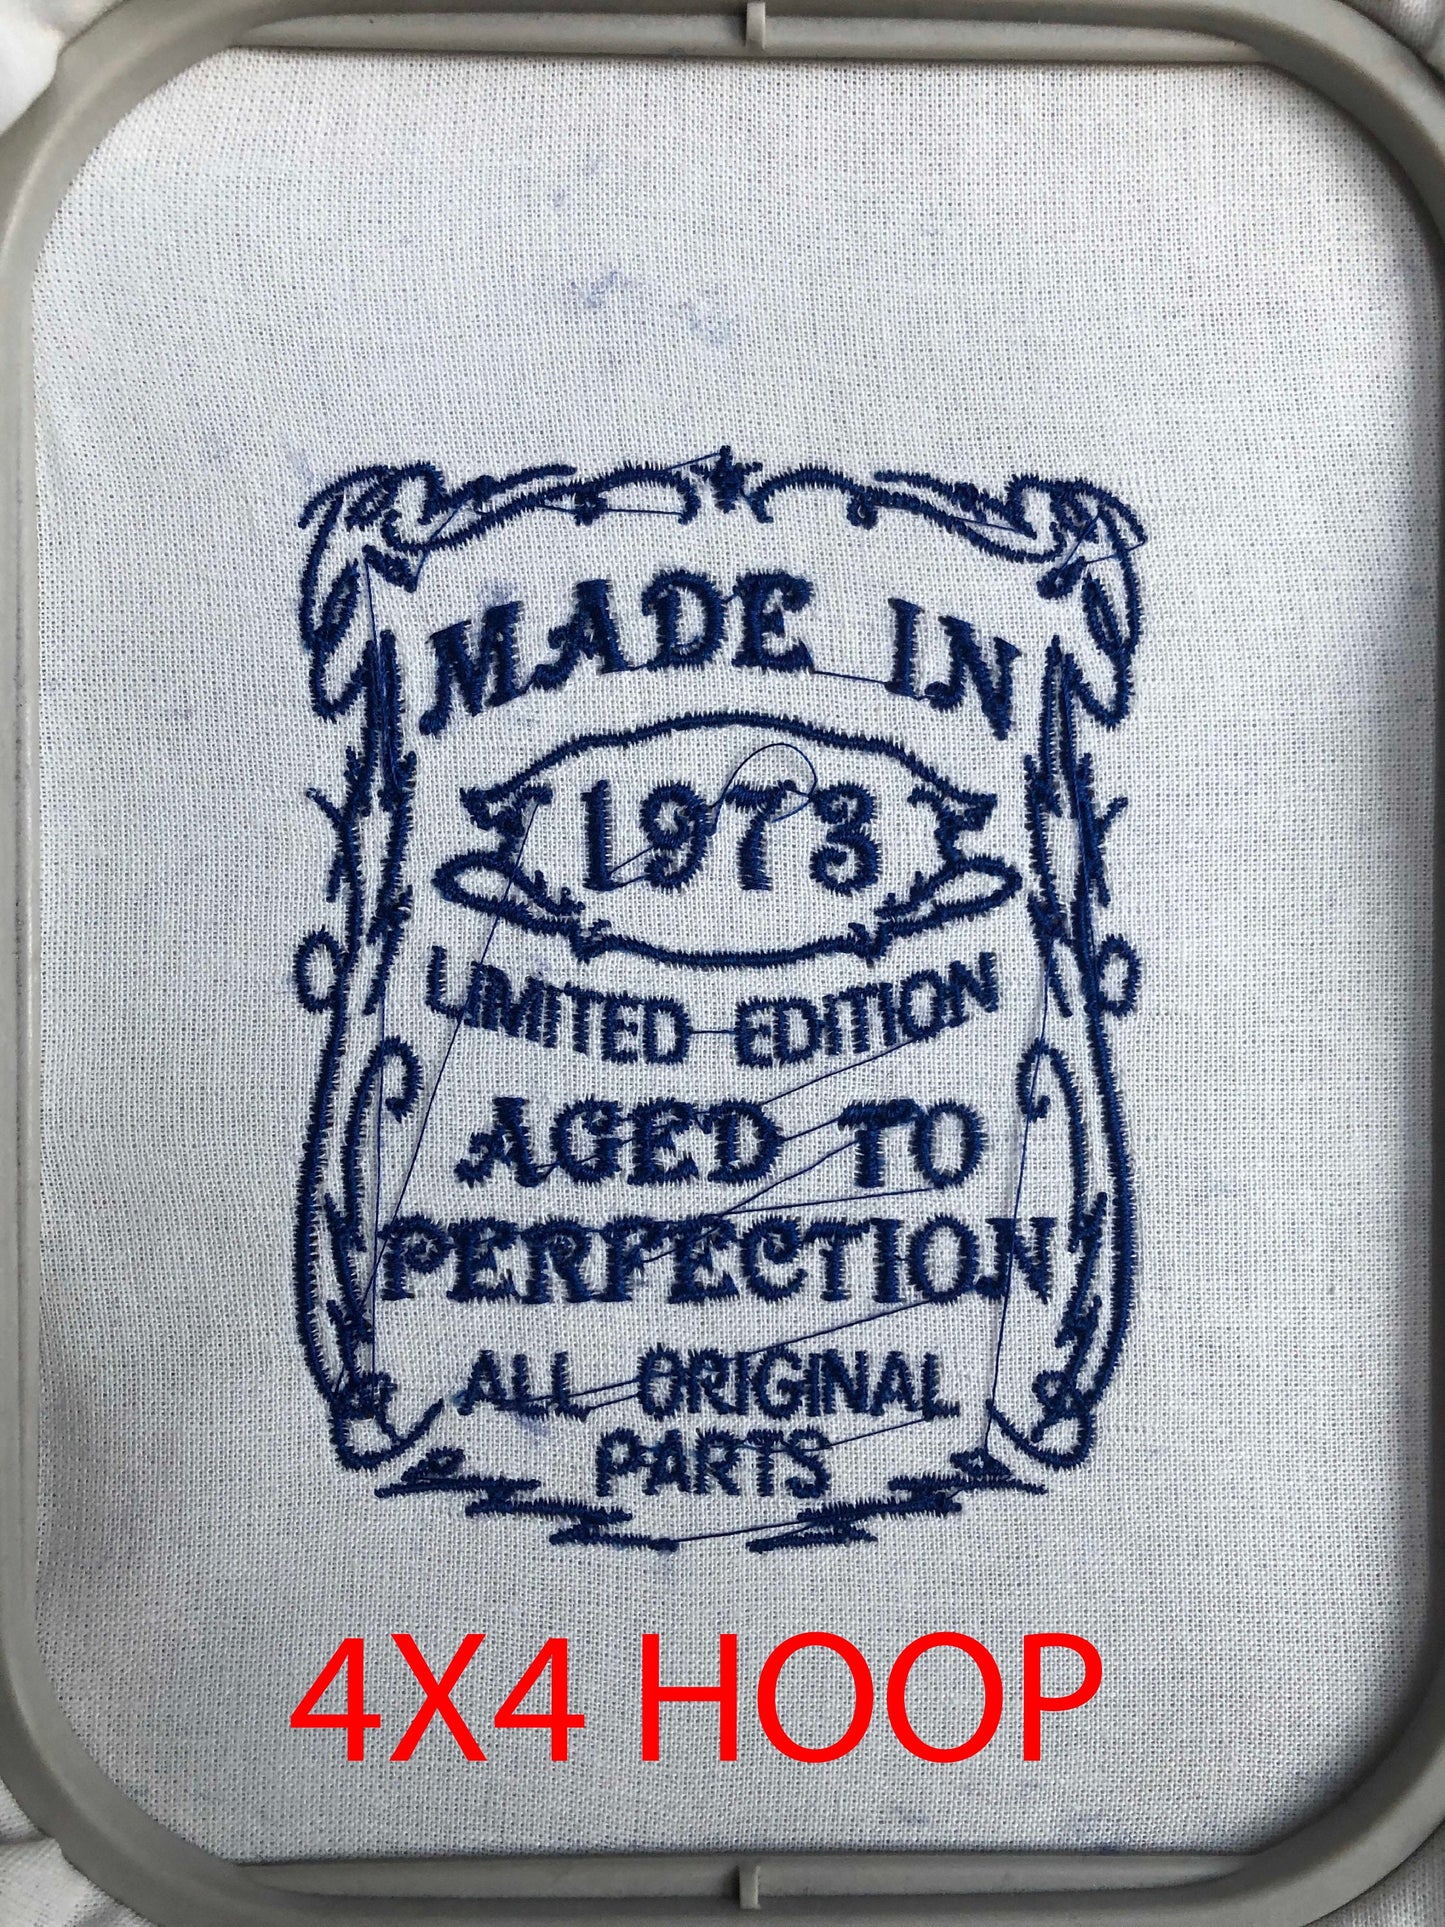 MADE IN
1973
LIMITED EDITION
AGED TO
PERFECTION
ALL ORIGINAL
PARTS
4X4 HOOP